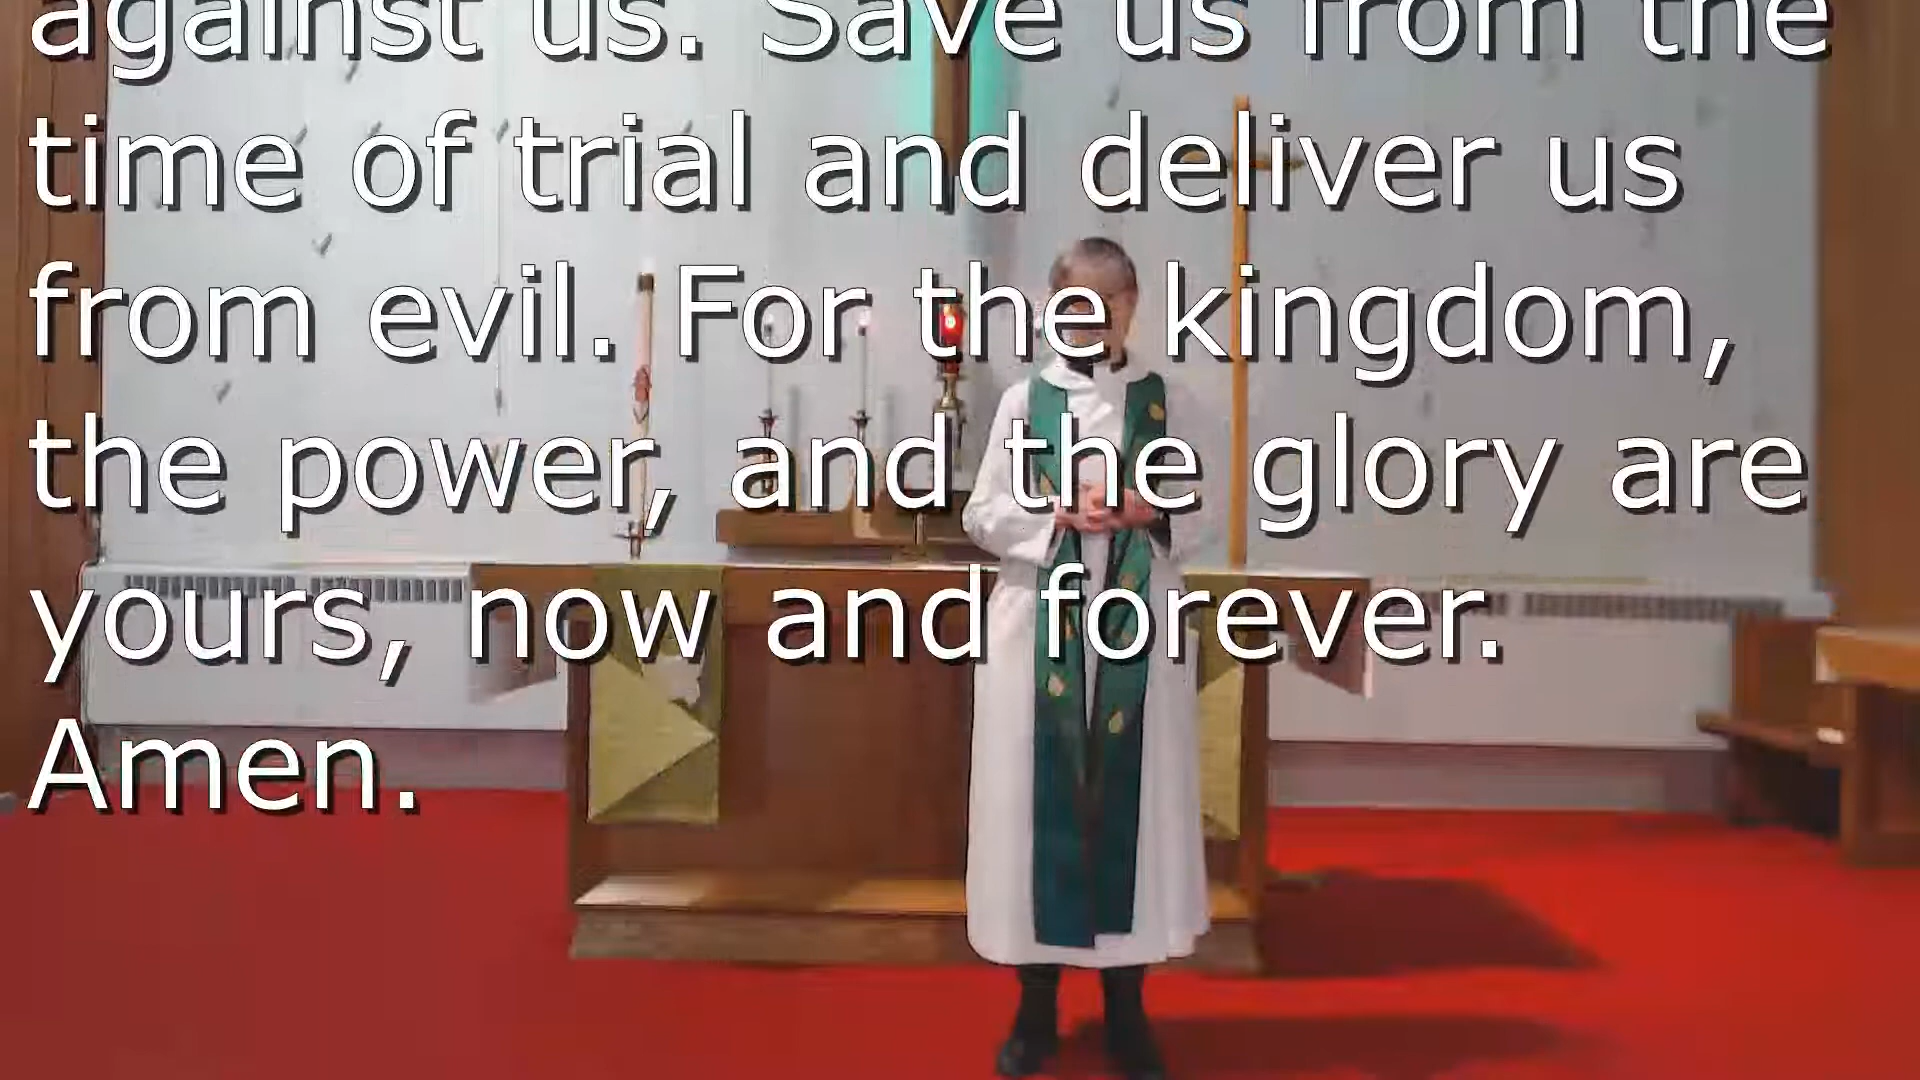 against us. Save us from the
time of trial and deliver us
from evil. For the kingdom,
the power, and the glory are
yours, now and forever.
Amen.